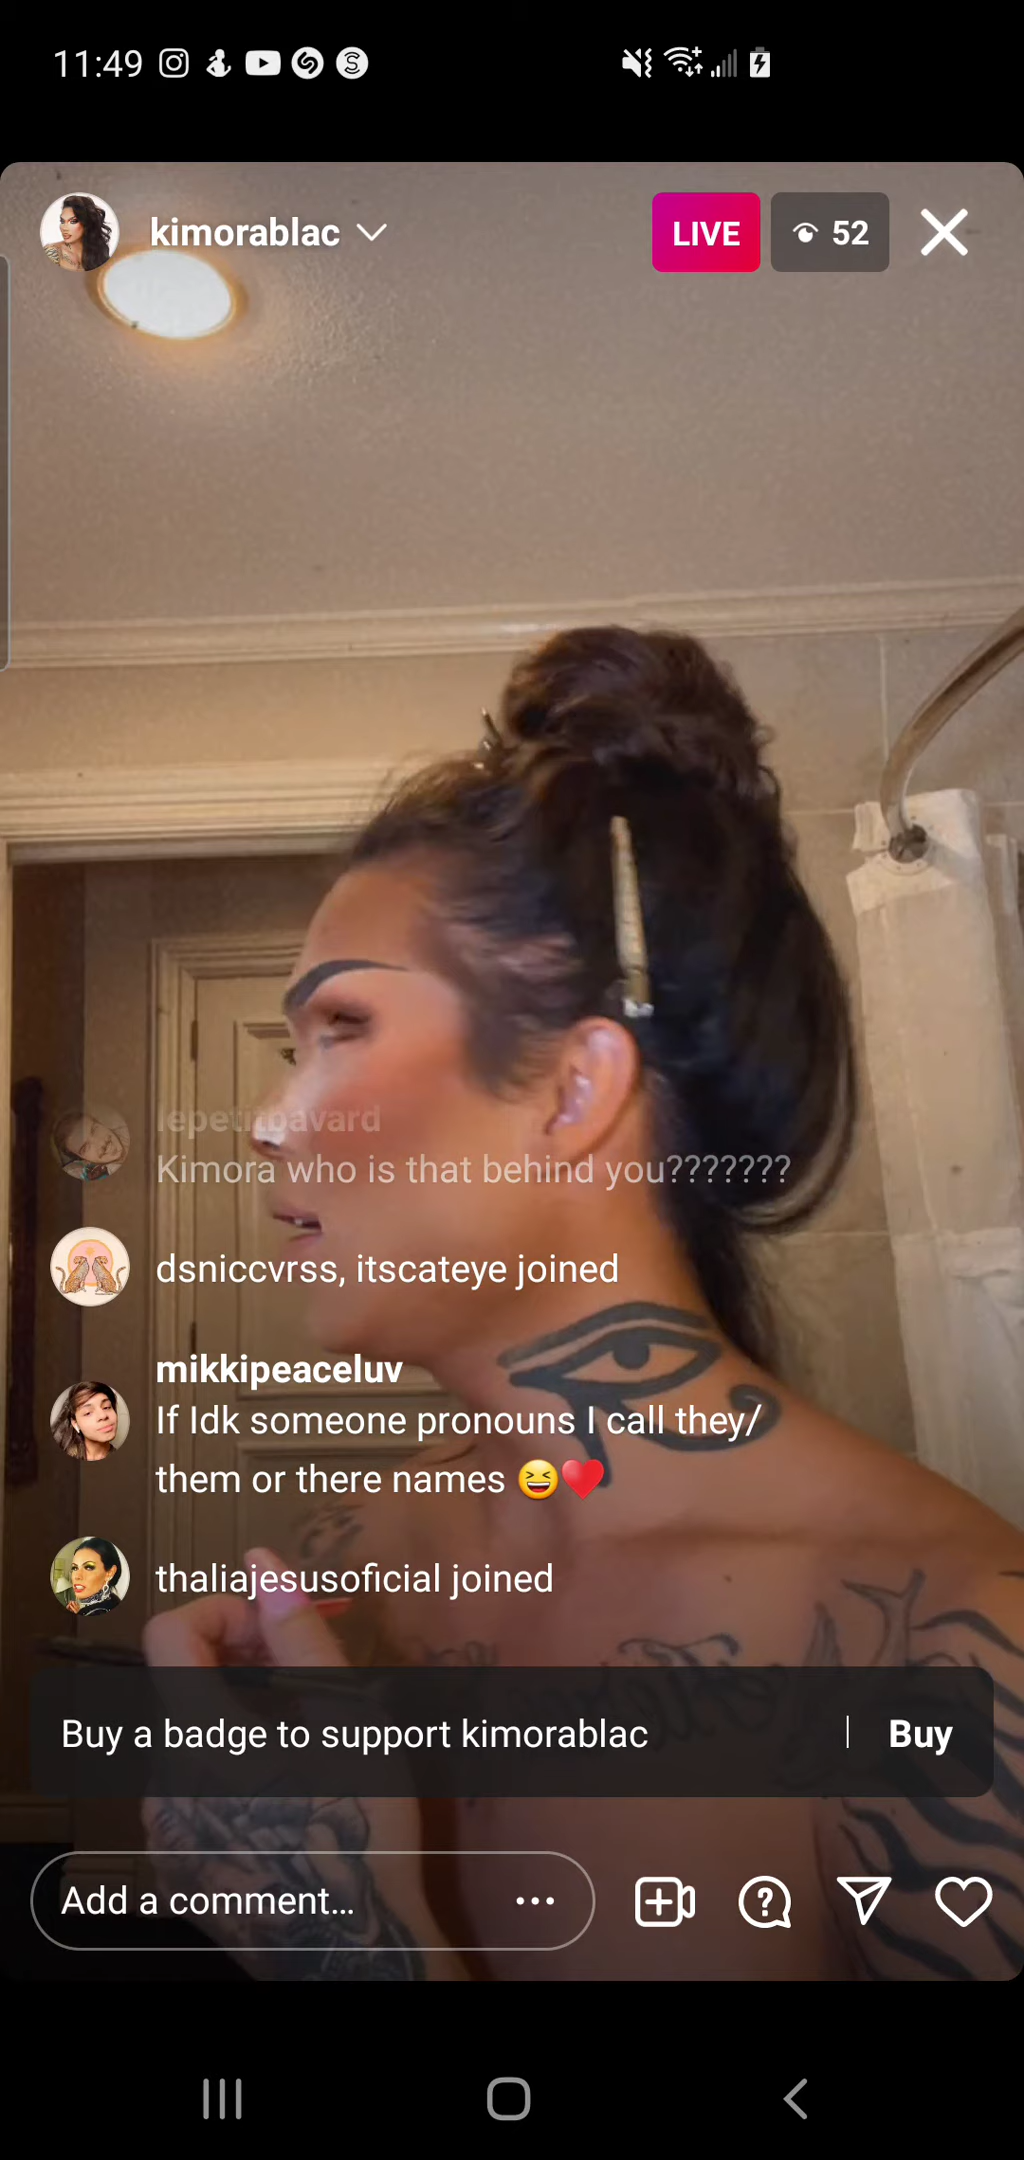 11:49
kimorablac
LIVE
52
lepetitbavard
Kimora who is that behind you???????
dsniccvrss, itscateye joined
mikkipeaceluv
If Idk someone pronouns I call they/
them or there names 😆❤️
thaliajesusoficial joined
Buy a badge to support kimorablac | Buy
Add a comment...